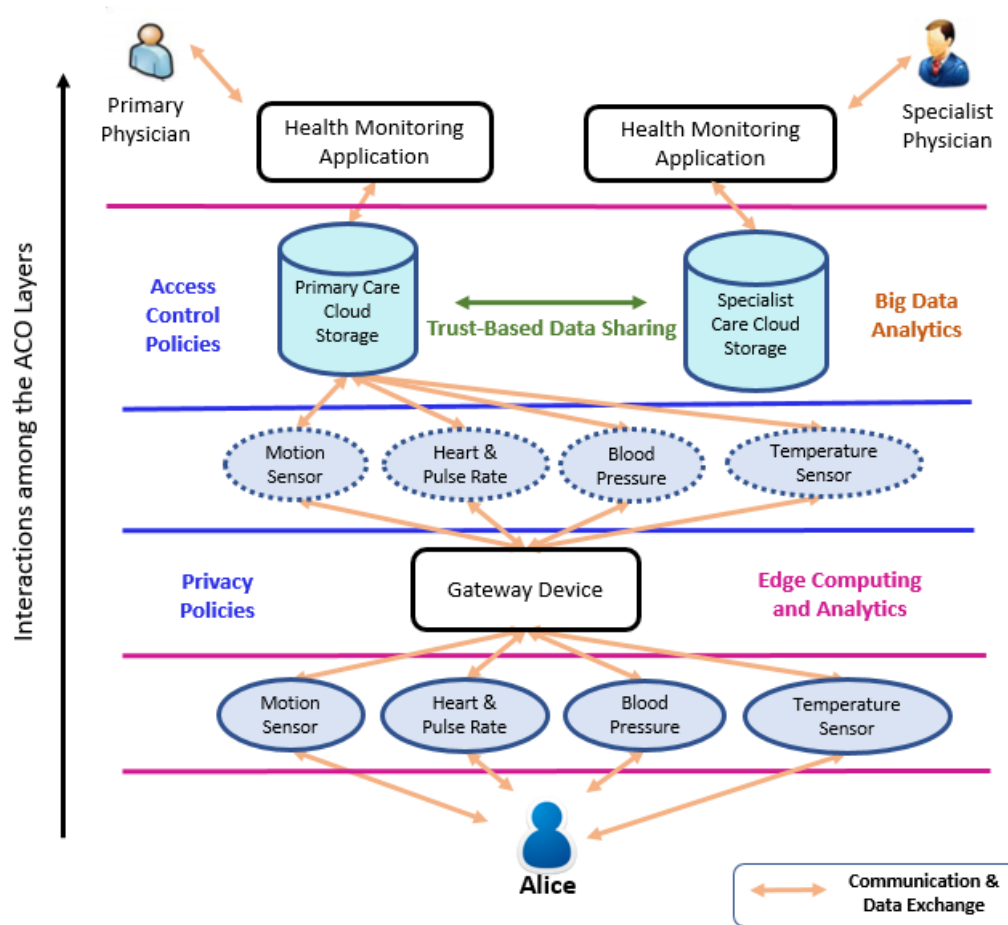 Primary
Physician
Health Monitoring
Application
Health Monitoring
Application
Specialist
Physician
Interactions among the ACO Layers
Access
Control
Policies
Primary Care
Cloud
Storage
Trust-Based Data Sharing
Specialist
Care Cloud
Storage
Big Data
Analytics
Motion
Sensor
Heart &
Pulse Rate
Blood
Pressure
Temperature
Sensor
Privacy
Policies
Gateway Device
Edge Computing
and Analytics
Motion
Sensor
Heart &
Pulse Rate
Blood
Pressure
Temperature
Sensor
Alice
Communication &
Data Exchange